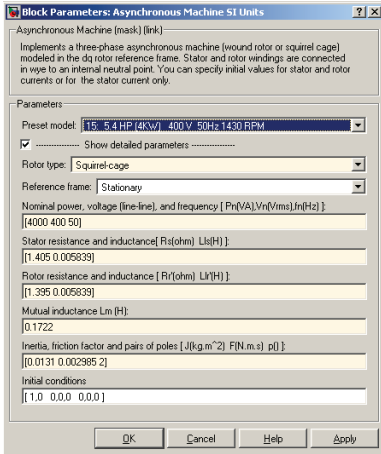 Block Parameters: Asynchronous Machine SI Units
Asynchronous Machine (mask) (link)
Implements a three-phase asynchronous machine (wound rotor or squirrel cage)
modeled in the dq rotor reference frame. Stator and rotor windings are connected
in wye to an internal neutral point. You can specify initial values for stator and rotor
currents or for the stator current only.
Parameters
Preset model: 15: 5.4 HP (4KW) 400 V 50Hz 1430 RPM
---------------- Show detailed parameters ----------------
Rotor type: Squirrel-cage
Reference frame: Stationary
Nominal power, voltage (line-line), and frequency [ Pn(VA),Vn(Vrms),fn(Hz) ]:
[4000 400 50]
Stator resistance and inductance[ Rs(ohm) Lls(H) ]:
[1.405 0.005839]
Rotor resistance and inductance [ Rr'(ohm) Llr'(H) ]:
[1.395 0.005839]
Mutual inductance Lm (H):
0.1722
Inertia, friction factor and pairs of poles [ J(kg.m^2) F(N.m.s) p() ]:
[0.0131 0.002985 2]
Initial conditions
[ 1,0 0,0,0 0,0,0 ]
OK Cancel Help Apply